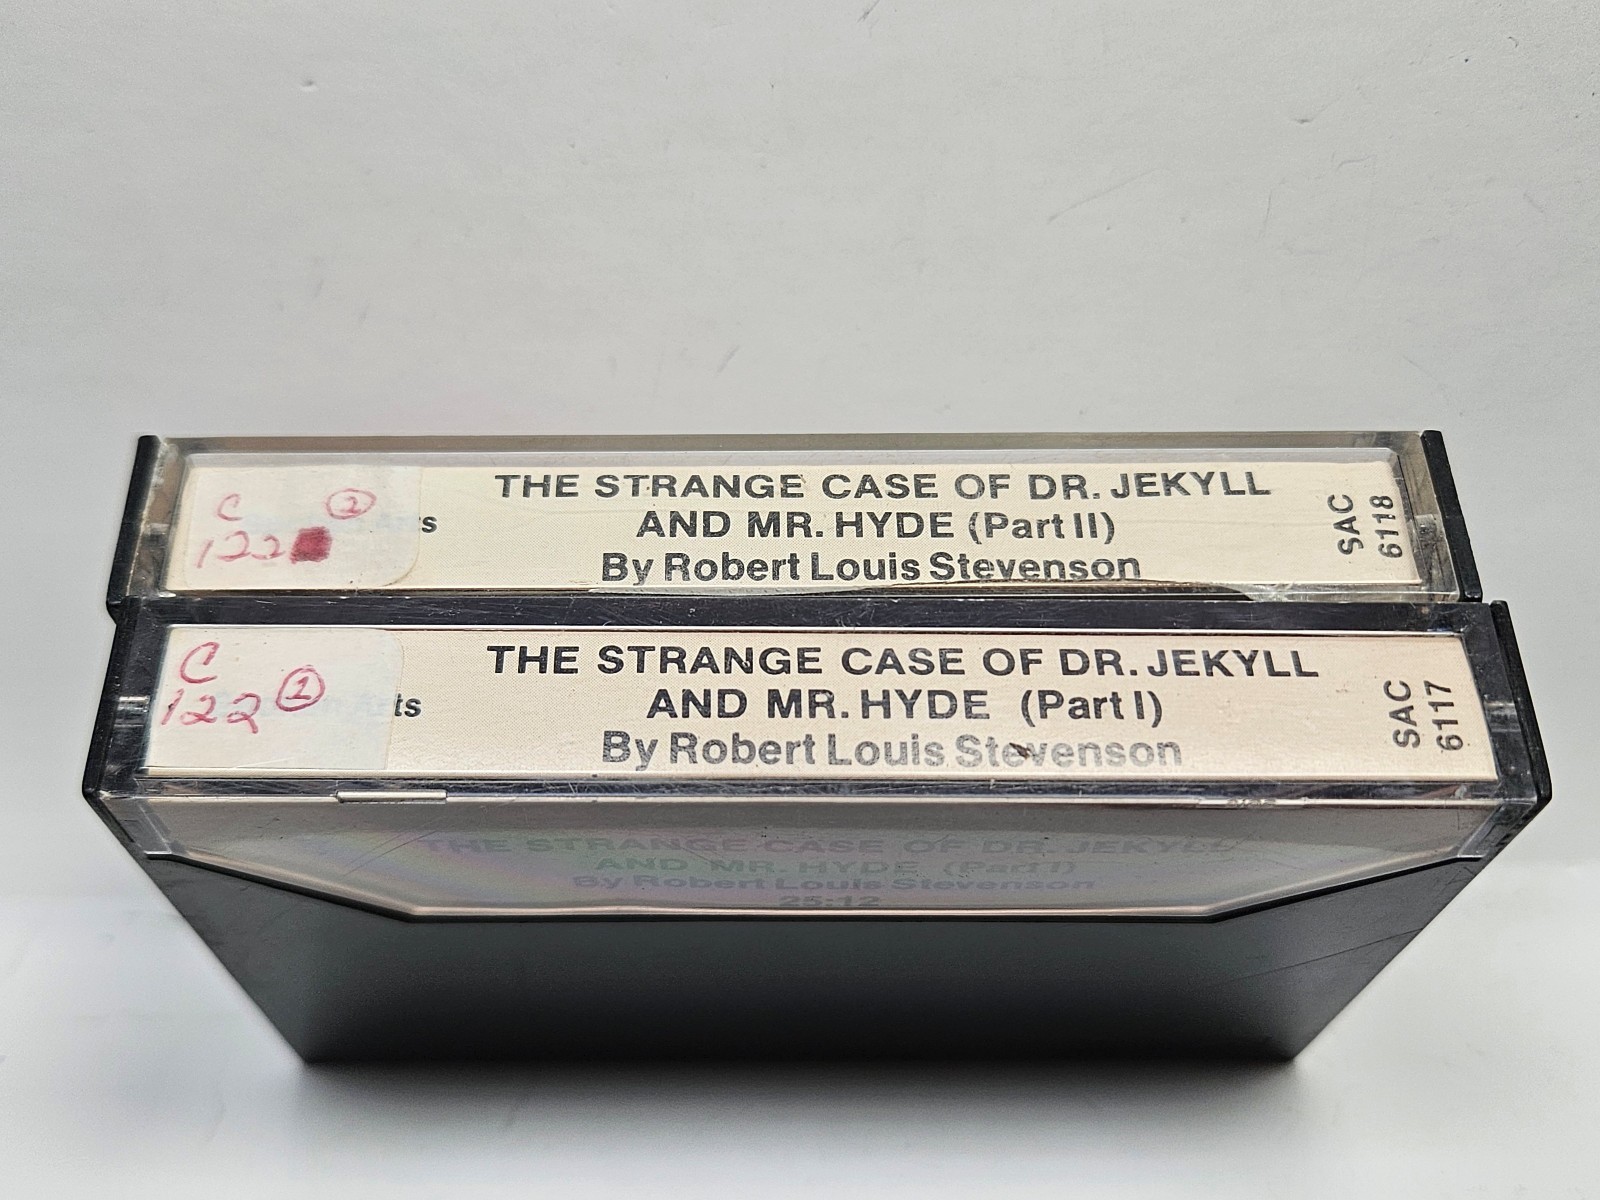 C ②
122
THE STRANGE CASE OF DR. JEKYLL
AND MR. HYDE (Part II)
By Robert Louis Stevenson
SAC
6118
C
122 ②
Arts
THE STRANGE CASE OF DR. JEKYLL
AND MR. HYDE (Part I)
By Robert Louis Stevenson
SAC
6117
THE STRANGE CASE OF DR. JEKYLL
AND MR. HYDE (Part I)
By Robert Louis Stevenson
25:12